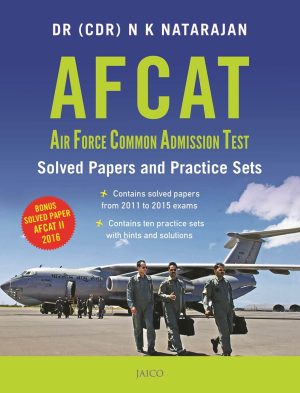 DR (CDR) N K NATARAJAN
AFCAT
AIR FORCE COMMON ADMISSION TEST
Solved Papers and Practice Sets
Contains solved papers
from 2011 to 2015 exams
Contains ten practice sets
with hints and solutions
BONUS
SOLVED PAPER
AFCAT II
2016
JAICO